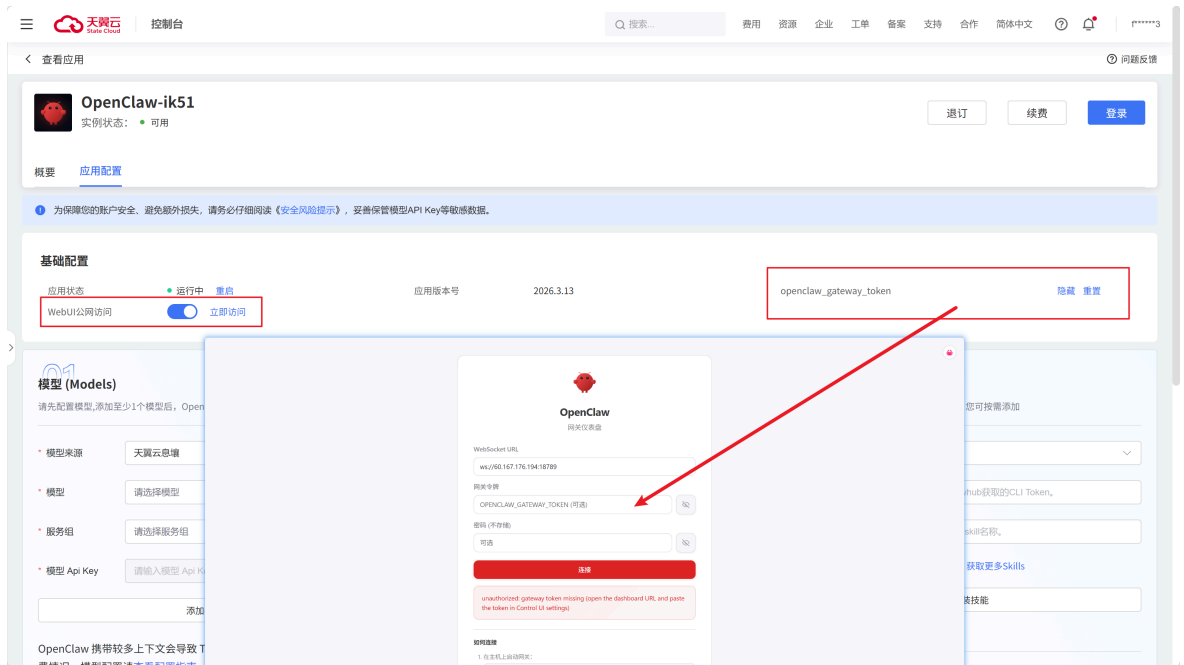 天翼云
State Cloud
控制台
搜索...
费用
资源
企业
工单
备案
支持
合作
简体中文
f******3
查看应用
问题反馈
OpenClaw-ik51
实例状态: 可用
退订
续费
登录
概要
应用配置
为保障您的账户安全、避免额外损失，请务必仔细阅读《安全风险提示》，妥善保管模型API Key等敏感数据。
基础配置
应用状态 运行中 重启
应用版本号 2026.3.13
openclaw_gateway_token 隐藏 重置
WebUI公网访问 立即访问
01
模型 (Models)
请先配置模型,添加至少1个模型后，Open
您可按需添加
* 模型来源 天翼云息壤
* 模型 请选择模型
hub获取的CLI Token。
* 服务组 请选择服务组
skill名称。
* 模型 Api Key 请输入模型 Api K
获取更多Skills
添加
装技能
OpenClaw 携带较多上下文会导致 T
OpenClaw
网关仪表盘
WebSocket URL
ws://60.167.176.194:18789
网关令牌
OPENCLAW_GATEWAY_TOKEN (可选)
密码 (不存储)
可选
连接
unauthorized: gateway token missing (open the dashboard URL and paste
the token in Control UI settings)
如何连接
1. 在主机上启动网关: